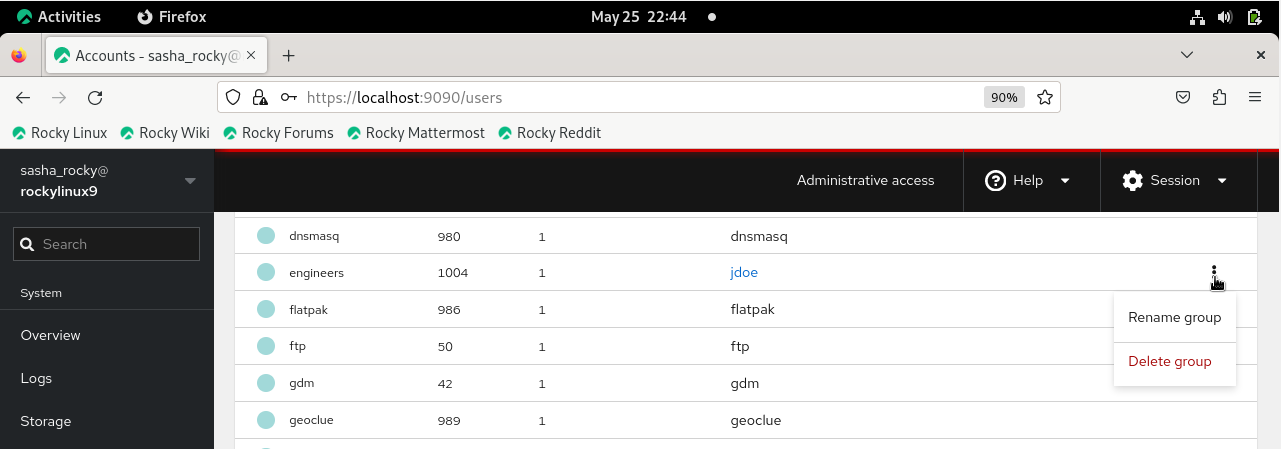 Activities Firefox May 25 22:44
Accounts - sasha_rocky@
https://localhost:9090/users 90%
Rocky Linux Rocky Wiki Rocky Forums Rocky Mattermost Rocky Reddit
sasha_rocky@
rockylinux9
Administrative access Help Session
Search
System
Overview
Logs
Storage
dnsmasq 980 1 dnsmasq
engineers 1004 1 jdoe
flatpak 986 1 flatpak
ftp 50 1 ftp
gdm 42 1 gdm
geoclue 989 1 geoclue
Rename group
Delete group